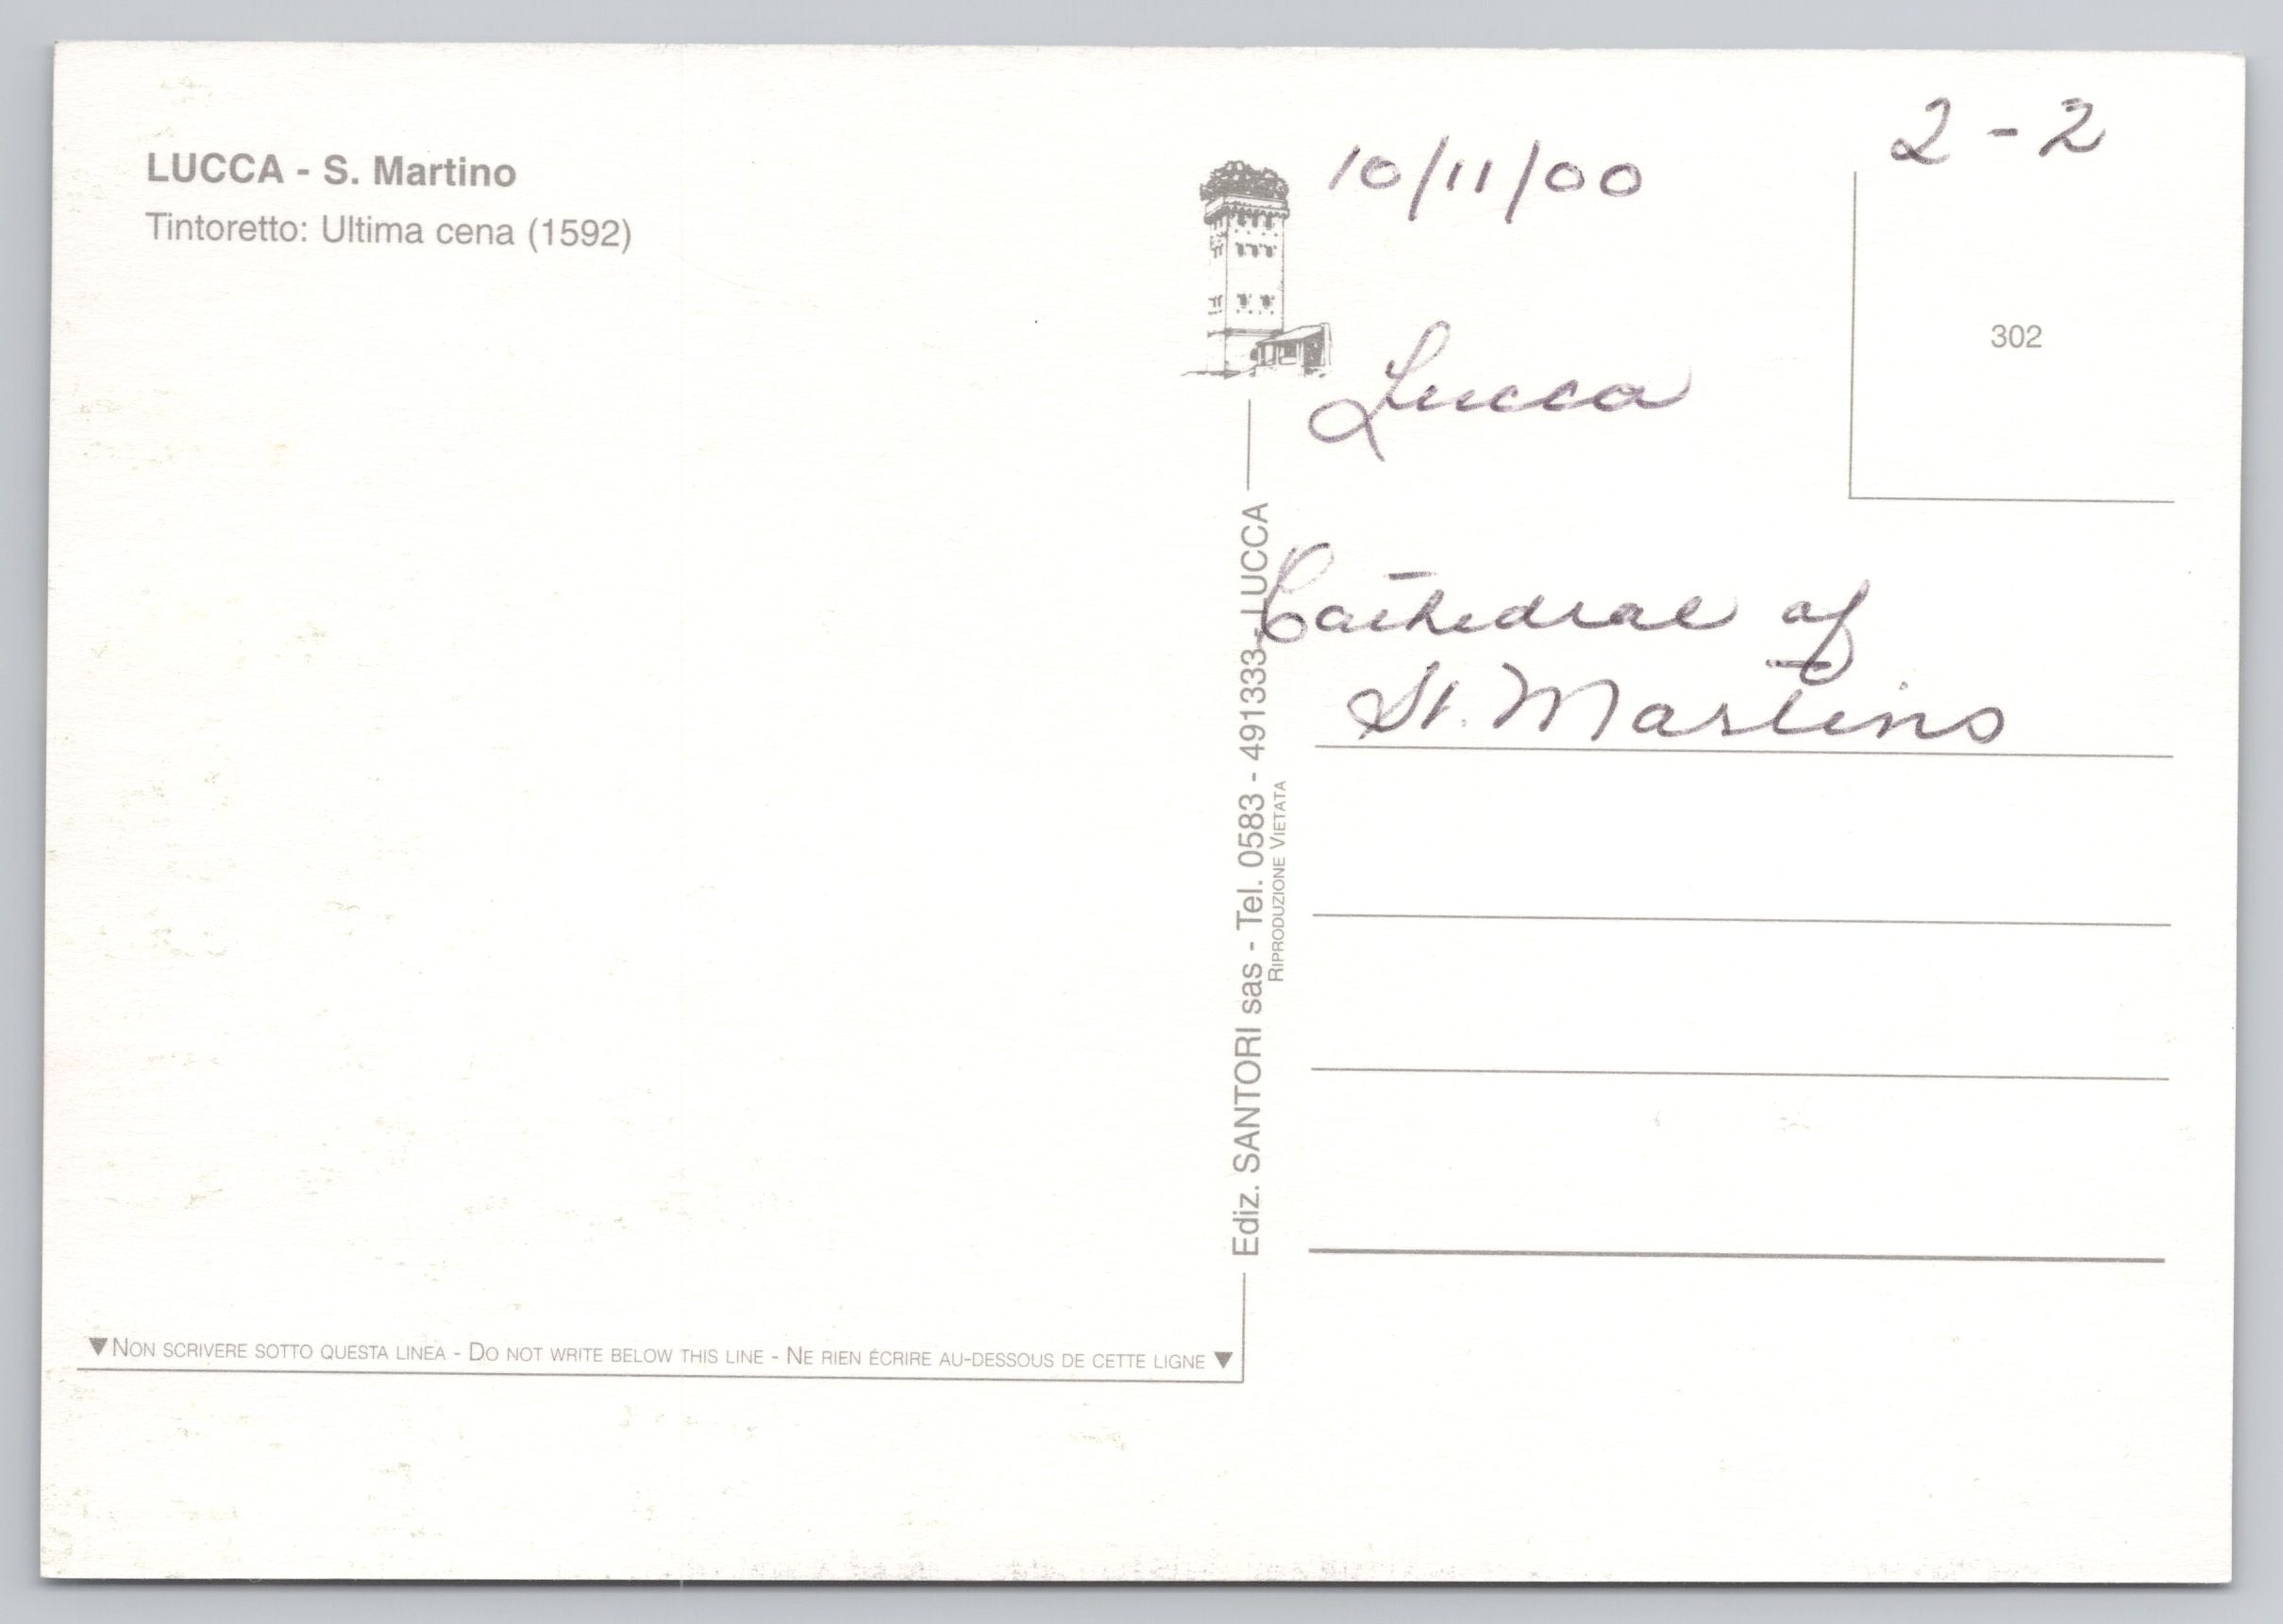 LUCCA - S. Martino
Tintoretto: Ultima cena (1592)
2 - 2
10/11/00
302
Lucca
Cathedral of
St. Martins
Ediz. SANTORI sas - Tel. 0583 - 491333 - LUCCA
RIPRODUZIONE VIETATA
▼ NON SCRIVERE SOTTO QUESTA LINEA - DO NOT WRITE BELOW THIS LINE - NE RIEN ÉCRIRE AU-DESSOUS DE CETTE LIGNE ▼